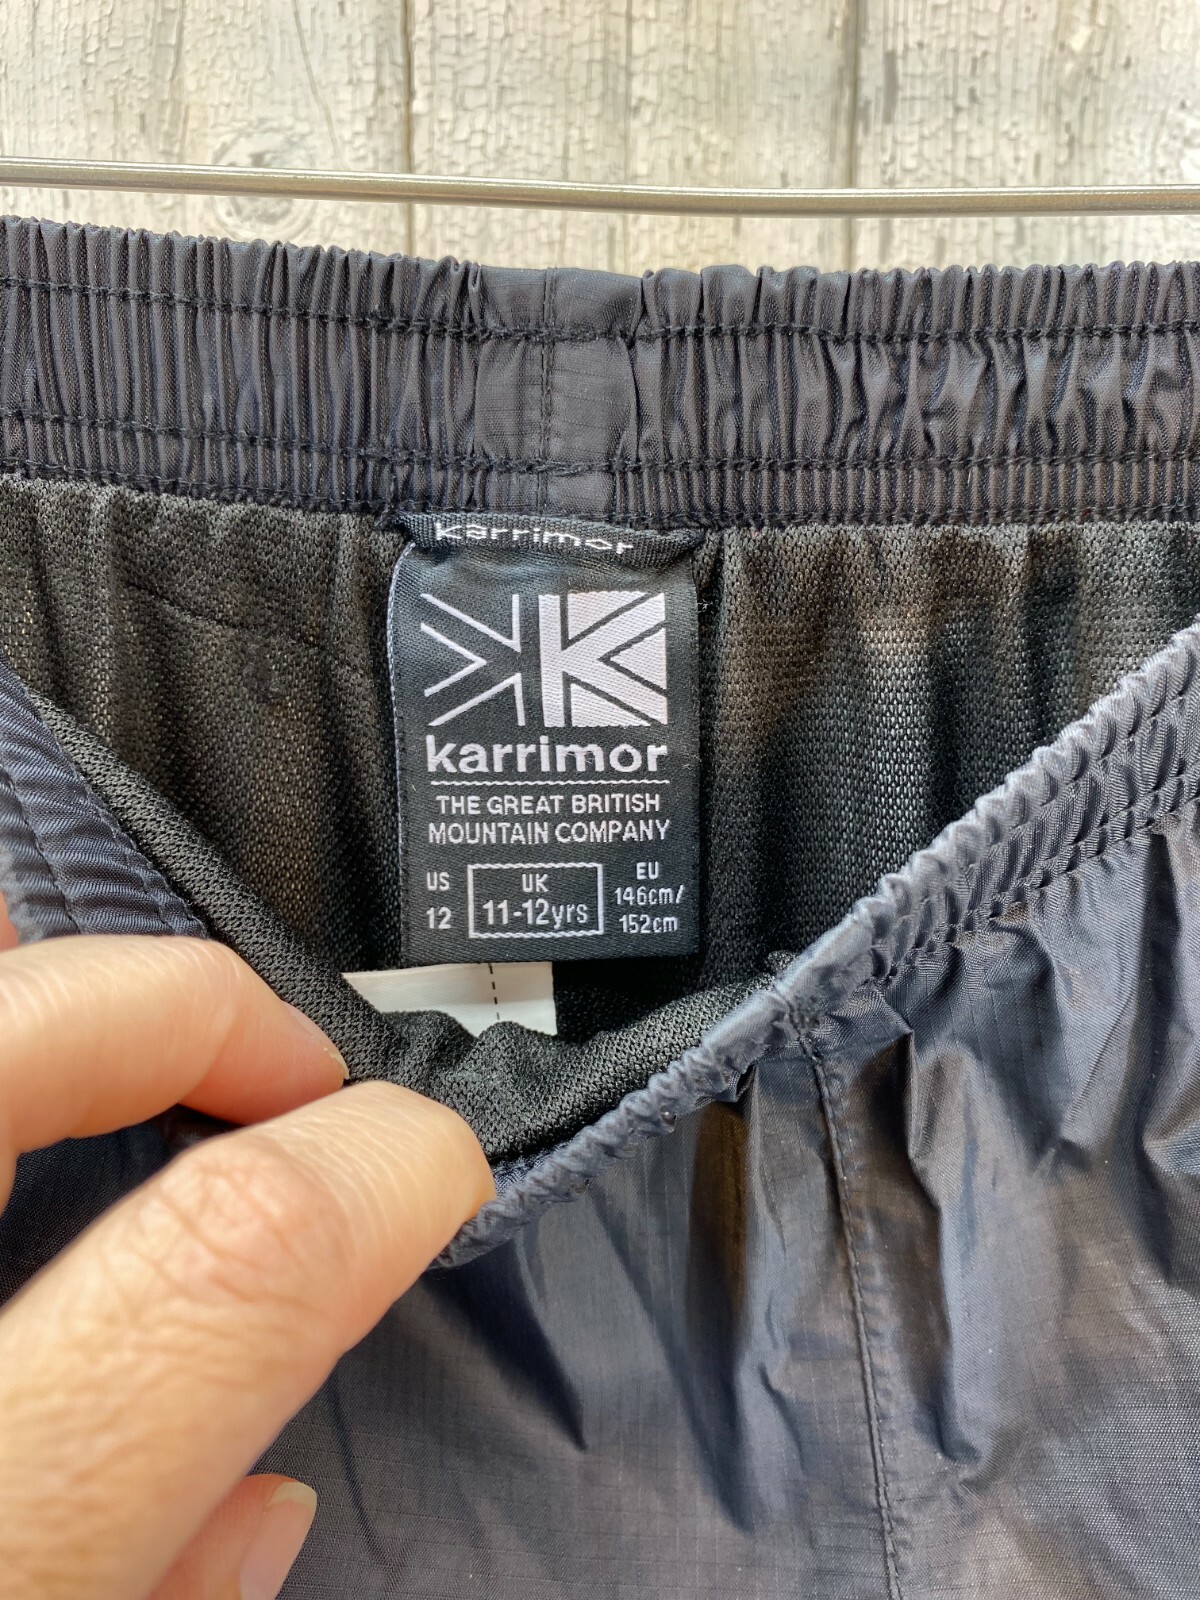 karrimor
karrimor
THE GREAT BRITISH
MOUNTAIN COMPANY
US
12
UK
11-12yrs
EU
146cm/
152cm